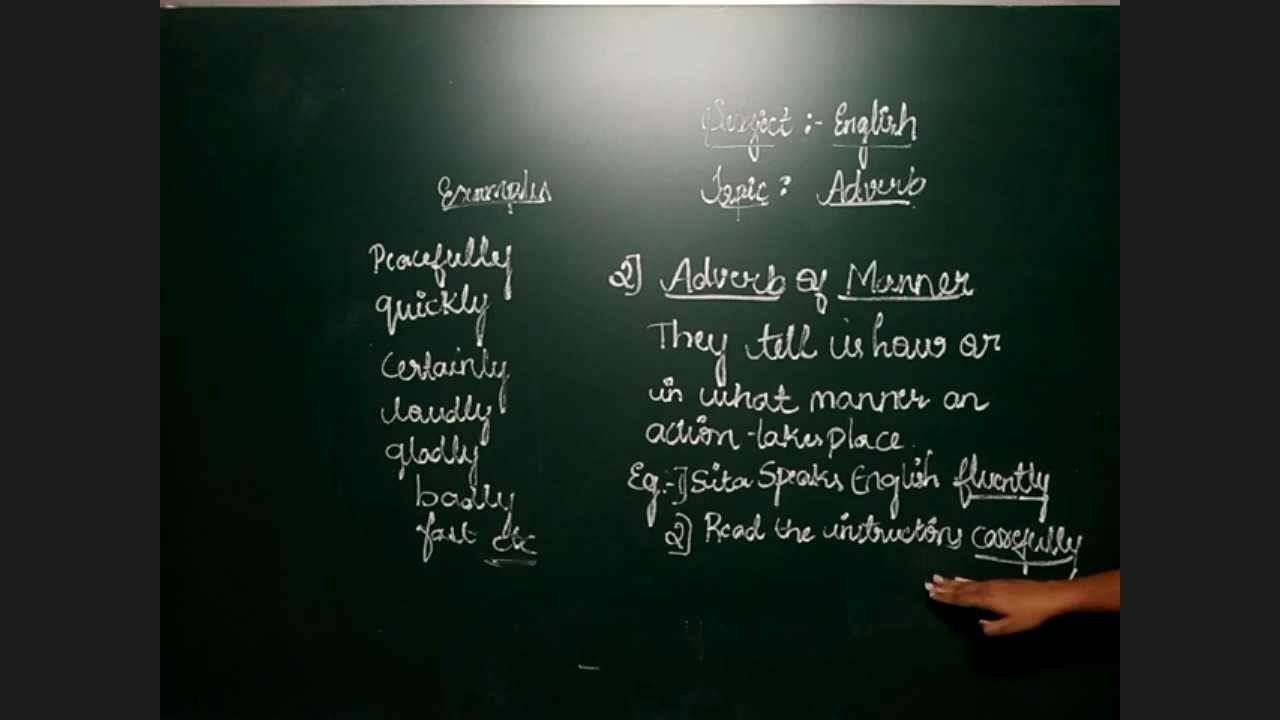 Subject :- English
Topic : Adverb
Examples
Peacefully
quickly
certainly
loudly
gladly
badly
fast etc
2] Adverb of Manner
They tell us how or
in what manner an
action takes place.
Eg:-1] Sita Speaks English fluently
2] Read the instructions carefully